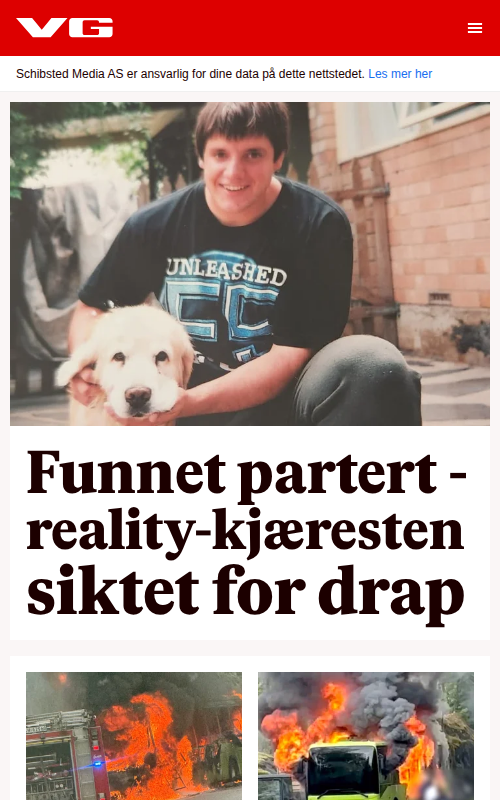 VG
Schibsted Media AS er ansvarlig for dine data på dette nettstedet. Les mer her
UNLEASHED
Funnet partert -
reality-kjæresten
siktet for drap